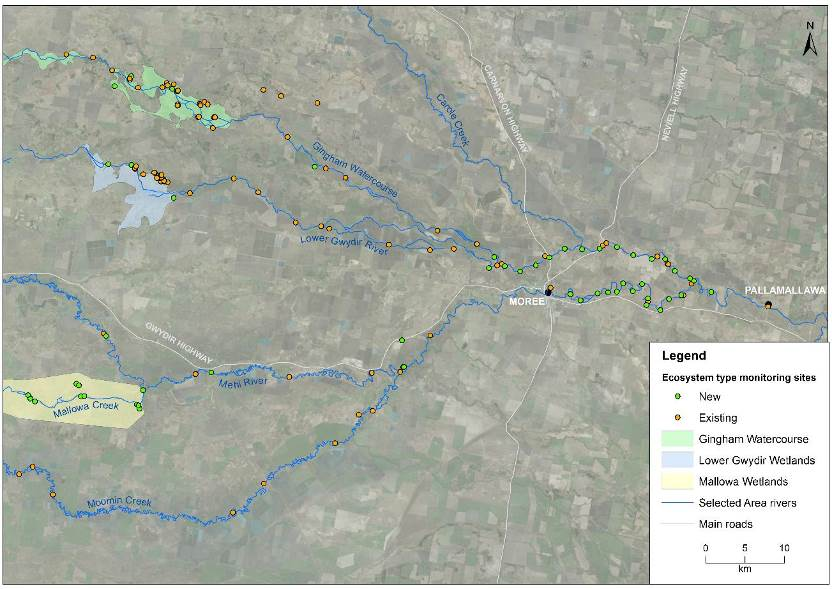 N
CARNARVON HIGHWAY
NEWELL HIGHWAY
Carole Creek
Gingham Watercourse
Lower Gwydir River
PALLAMALLAWA
MOREE
GWYDIR HIGHWAY
Mehi River
Mallowa Creek
Moomin Creek
Legend
Ecosystem type monitoring sites
New
Existing
Gingham Watercourse
Lower Gwydir Wetlands
Mallowa Wetlands
Selected Area rivers
Main roads
0 5 10
km